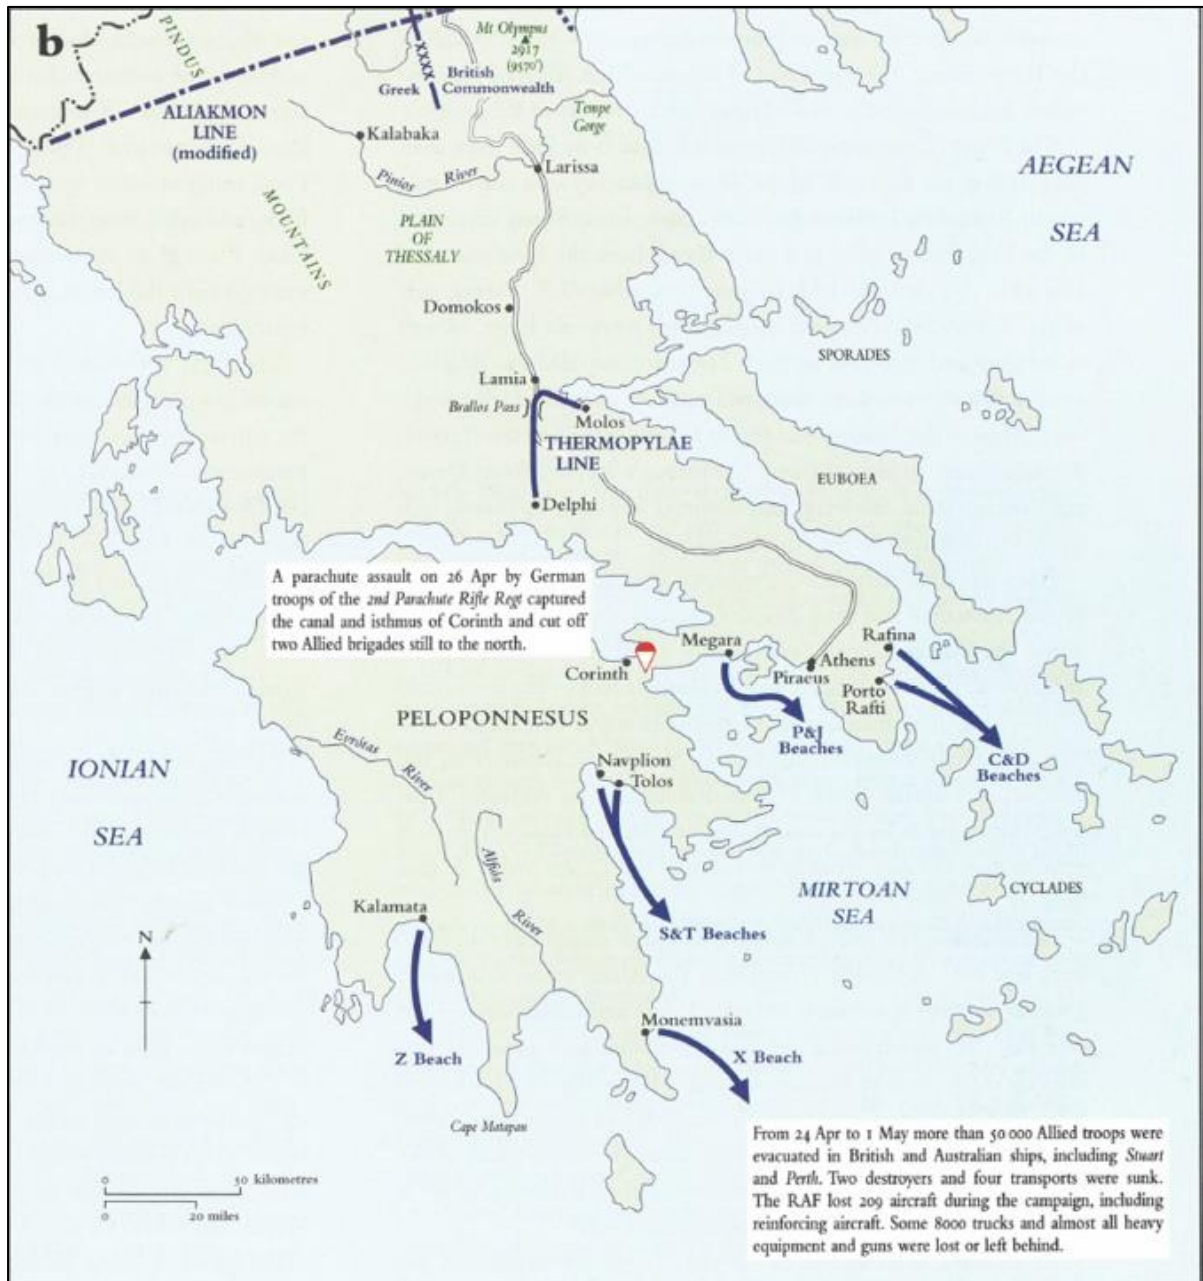 b
PINDUS
Mt Olympus
2917
(9570')
XXXX
Greek
British
Commonwealth
ALIAKMON
LINE
(modified)
Tempe
Gorge
Kalabaka
Larissa
Pinios River
AEGEAN
SEA
MOUNTAINS
PLAIN
OF
THESSALY
Domokos
SPORADES
Lamia
Brallos Pass
Molos
THERMOPYLAE
LINE
EUBOEA
Delphi
A parachute assault on 26 Apr by German
troops of the 2nd Parachute Rifle Regt captured
the canal and isthmus of Corinth and cut off
two Allied brigades still to the north.
Megara
Rafina
Corinth
Athens
Piraeus
Porto
Rafti
PELOPONNESUS
P&J
Beaches
Evrótas
River
Navplion
Tolos
C&D
Beaches
IONIAN
SEA
Alfiós
River
MIRTOAN
SEA
CYCLADES
Kalamata
S&T Beaches
N
Monemvasia
Z Beach
X Beach
Cape Matapan
From 24 Apr to 1 May more than 50 000 Allied troops were
evacuated in British and Australian ships, including Stuart
and Perth. Two destroyers and four transports were sunk.
The RAF lost 209 aircraft during the campaign, including
reinforcing aircraft. Some 8000 trucks and almost all heavy
equipment and guns were lost or left behind.
0 50 kilometres
0 20 miles